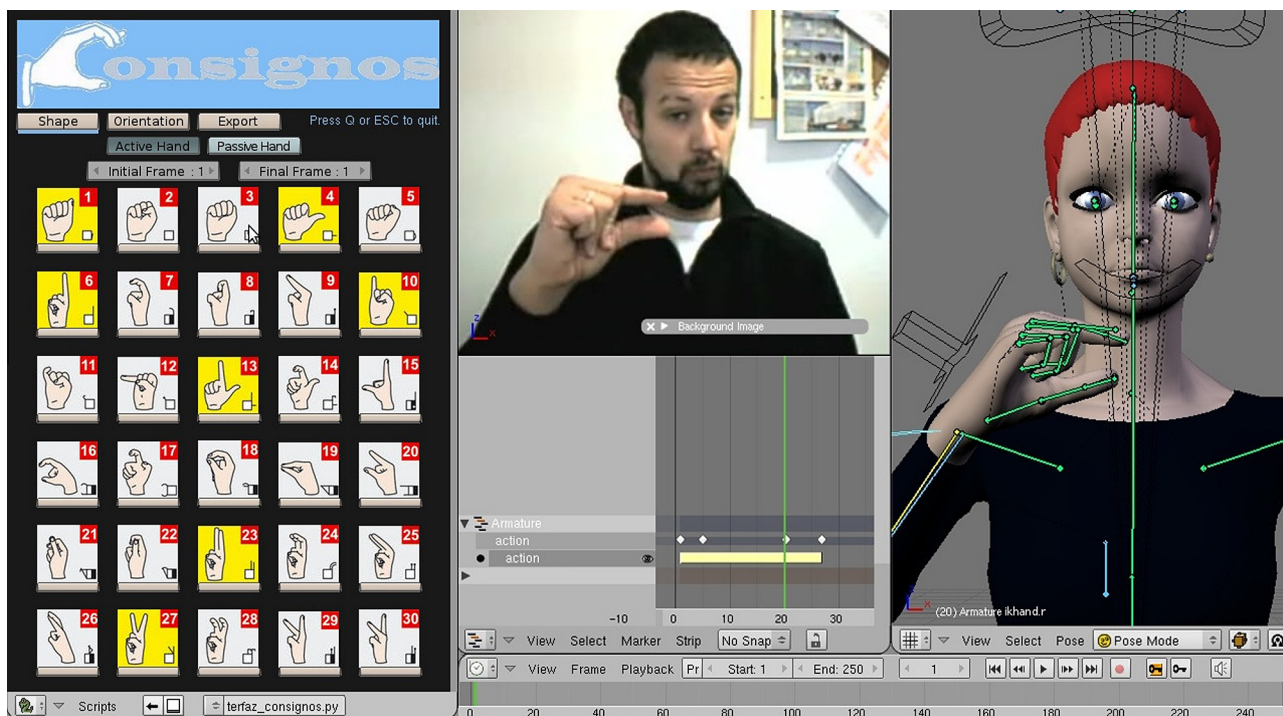 Consignos
Shape Orientation Export Press Q or ESC to quit.
Active Hand Passive Hand
Initial Frame : 1 Final Frame : 1
1 2 3 4 5
6 7 8 9 10
11 12 13 14 15
16 17 18 19 20
21 22 23 24 25
26 27 28 29 30
Scripts terfaz_consignos.py
z
x
Background Image
Armature
action
action
-10 0 10 20 30
View Select Marker Strip No Snap
x
(20) Armature ikhand.r
View Select Pose Pose Mode
View Frame Playback Pr Start: 1 End: 250 1
0 20 40 60 80 100 120 140 160 180 200 220 240